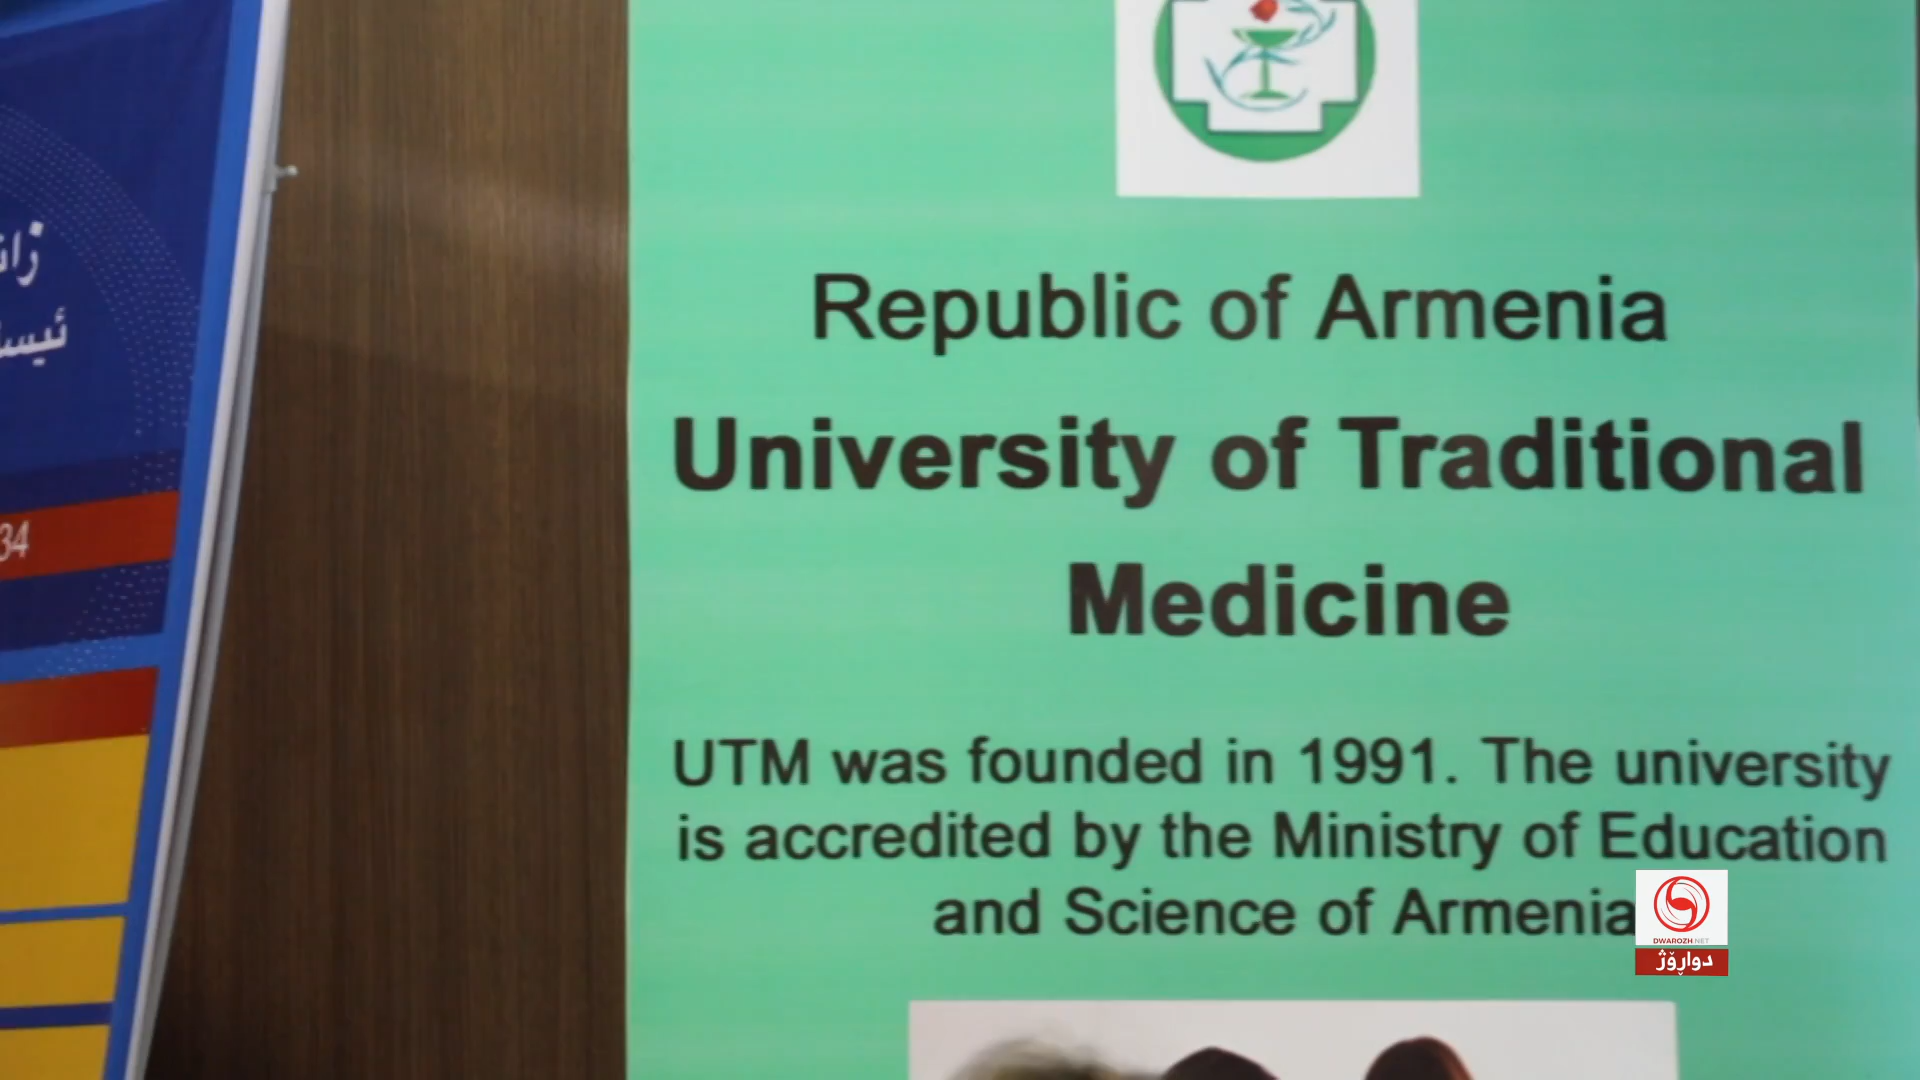 Republic of Armenia
University of Traditional
Medicine
UTM was founded in 1991. The university
is accredited by the Ministry of Education
and Science of Armenia
DWAROZH.NET
دواڕۆژ
34